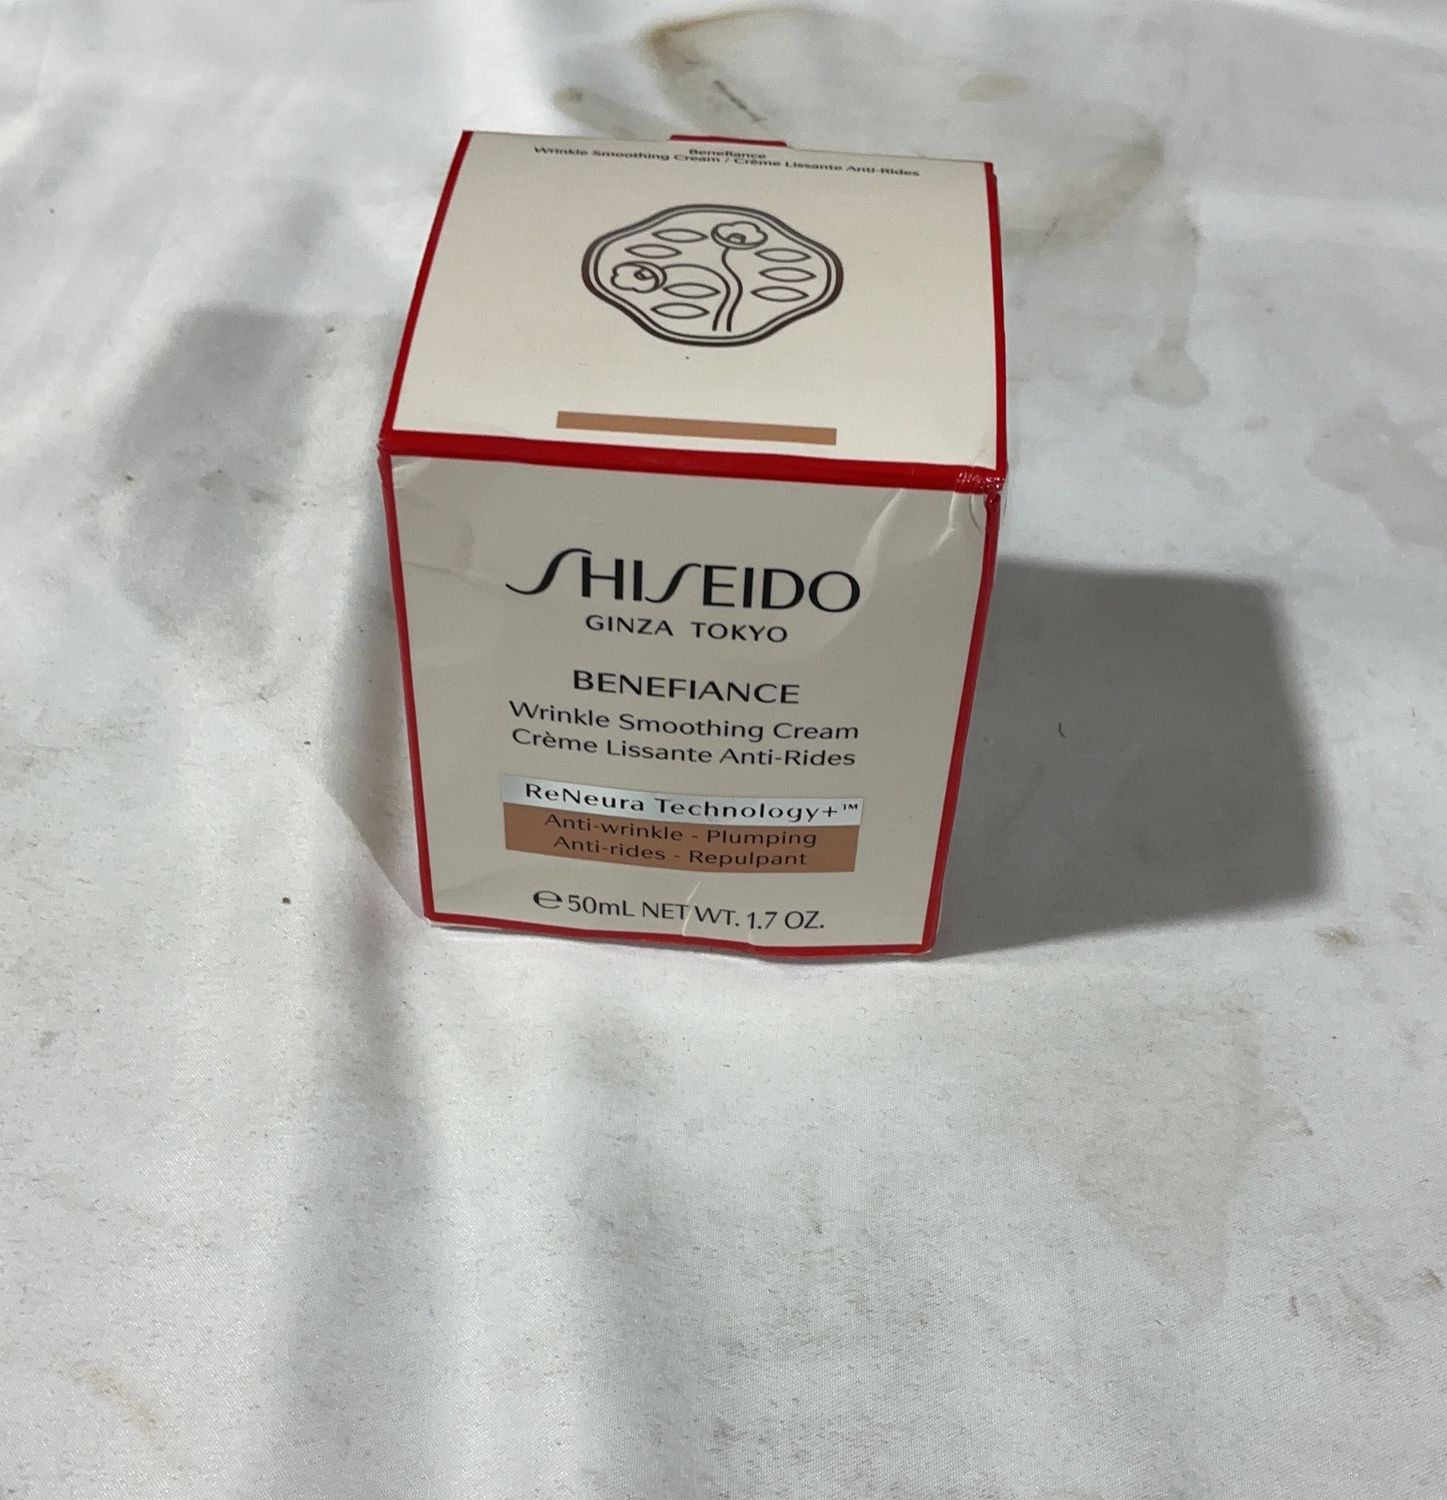 Benefiance
Wrinkle Smoothing Cream / Crème Lissante Anti-Rides
SHISEIDO
GINZA TOKYO
BENEFIANCE
Wrinkle Smoothing Cream
Crème Lissante Anti-Rides
ReNeura Technology+™
Anti-wrinkle - Plumping
Anti-rides - Repulpant
℮ 50mL NET WT. 1.7 OZ.